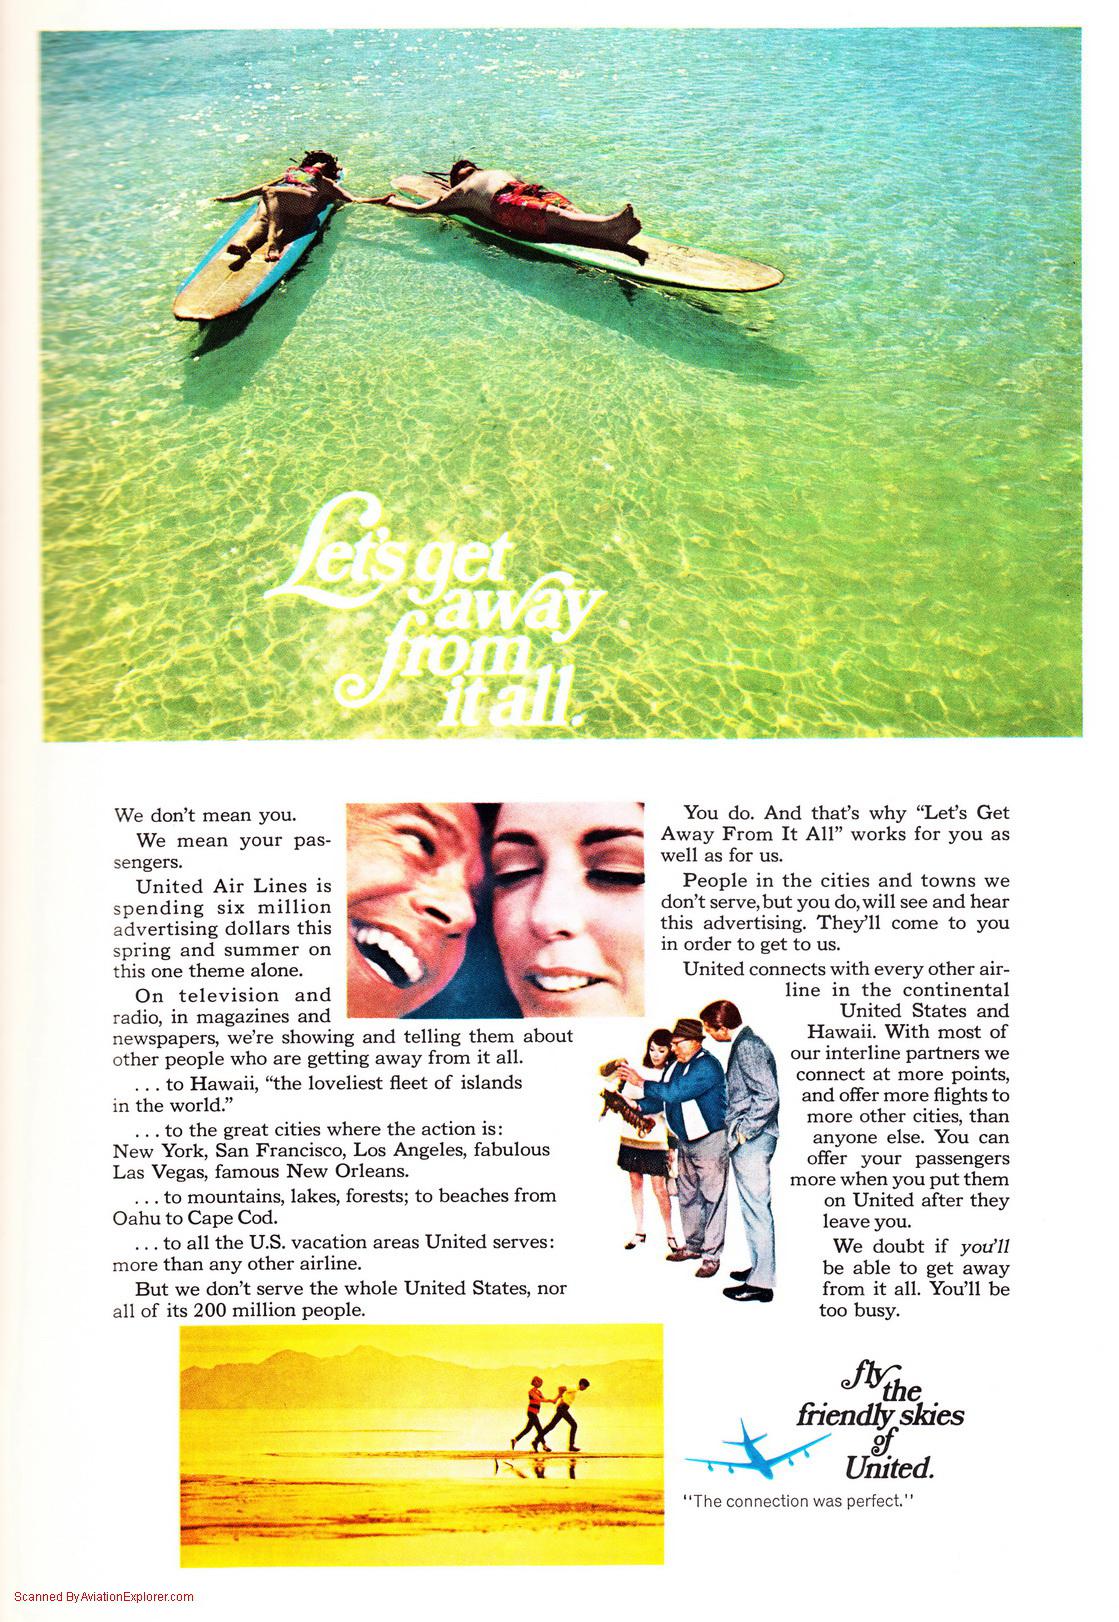 Let's get
away
from
it all.
We don't mean you.
We mean your pas-
sengers.
United Air Lines is
spending six million
advertising dollars this
spring and summer on
this one theme alone.
On television and
radio, in magazines and
newspapers, we're showing and telling them about
other people who are getting away from it all.
. . . to Hawaii, “the loveliest fleet of islands
in the world.”
. . . to the great cities where the action is:
New York, San Francisco, Los Angeles, fabulous
Las Vegas, famous New Orleans.
. . . to mountains, lakes, forests; to beaches from
Oahu to Cape Cod.
. . . to all the U.S. vacation areas United serves:
more than any other airline.
But we don't serve the whole United States, nor
all of its 200 million people.
You do. And that's why “Let's Get
Away From It All” works for you as
well as for us.
People in the cities and towns we
don't serve, but you do, will see and hear
this advertising. They'll come to you
in order to get to us.
United connects with every other air-
line in the continental
United States and
Hawaii. With most of
our interline partners we
connect at more points,
and offer more flights to
more other cities, than
anyone else. You can
offer your passengers
more when you put them
on United after they
leave you.
We doubt if you'll
be able to get away
from it all. You'll be
too busy.
fly
the
friendly skies
of
United.
"The connection was perfect."
Scanned By AviationExplorer.com